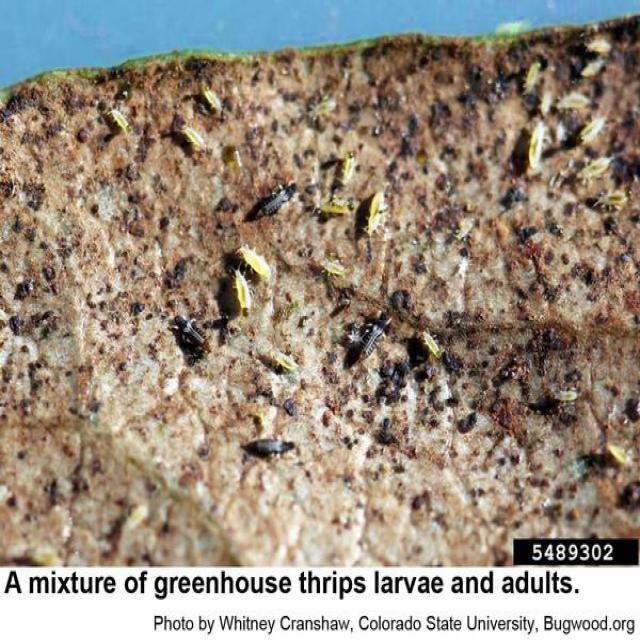 5489302
A mixture of greenhouse thrips larvae and adults.
Photo by Whitney Cranshaw, Colorado State University, Bugwood.org